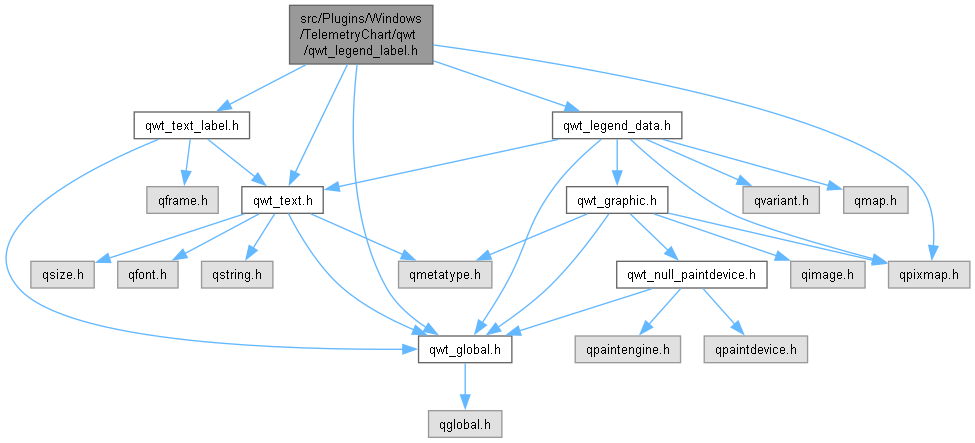 src/Plugins/Windows
/TelemetryChart/qwt
/qwt_legend_label.h
qwt_text_label.h
qwt_legend_data.h
qframe.h
qwt_text.h
qwt_graphic.h
qvariant.h
qmap.h
qsize.h
qfont.h
qstring.h
qmetatype.h
qwt_null_paintdevice.h
qimage.h
qpixmap.h
qwt_global.h
qpaintengine.h
qpaintdevice.h
qglobal.h